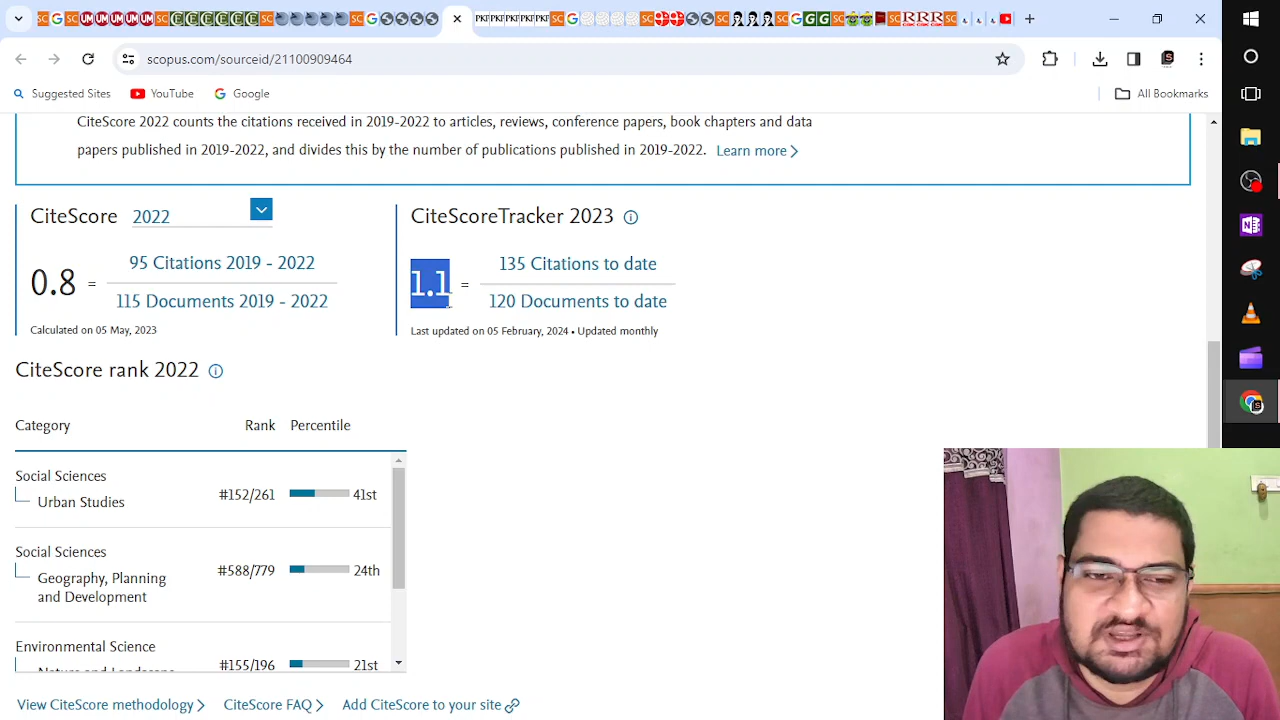 scopus.com/sourceid/21100909464
Suggested Sites
YouTube
Google
All Bookmarks
CiteScore 2022 counts the citations received in 2019-2022 to articles, reviews, conference papers, book chapters and data
papers published in 2019-2022, and divides this by the number of publications published in 2019-2022. Learn more
CiteScore 2022
0.8 =
95 Citations 2019 - 2022
115 Documents 2019 - 2022
Calculated on 05 May, 2023
CiteScoreTracker 2023
1.1 =
135 Citations to date
120 Documents to date
Last updated on 05 February, 2024 • Updated monthly
CiteScore rank 2022
Category Rank Percentile
Social Sciences
Urban Studies #152/261 41st
Social Sciences
Geography, Planning #588/779 24th
and Development
Environmental Science
#155/196 21st
View CiteScore methodology
CiteScore FAQ
Add CiteScore to your site